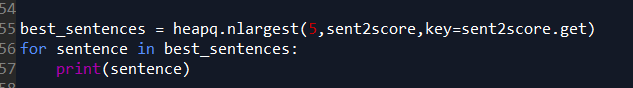 54
55 best_sentences = heapq.nlargest(5,sent2score,key=sent2score.get)
56 for sentence in best_sentences:
57     print(sentence)